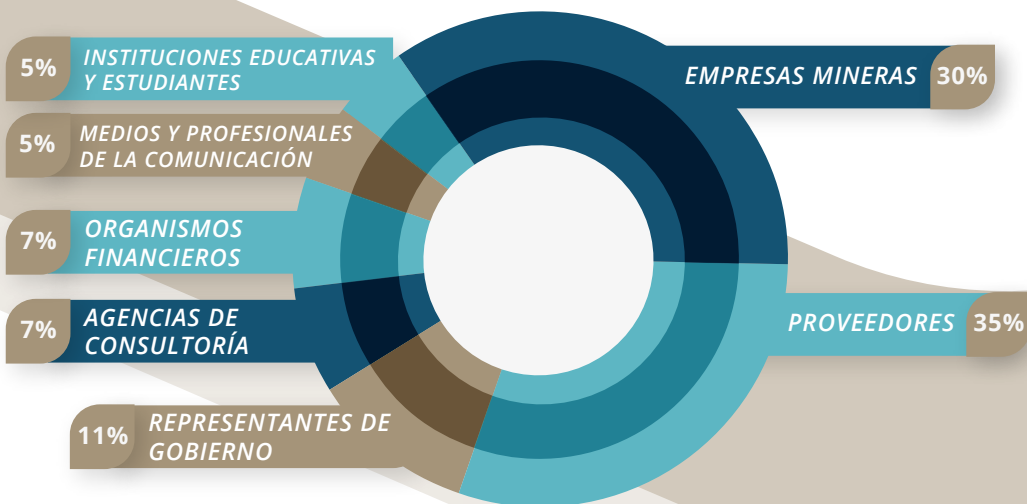 5%
INSTITUCIONES EDUCATIVAS
Y ESTUDIANTES
5%
MEDIOS Y PROFESIONALES
DE LA COMUNICACIÓN
7%
ORGANISMOS
FINANCIEROS
7%
AGENCIAS DE
CONSULTORÍA
11%
REPRESENTANTES DE
GOBIERNO
EMPRESAS MINERAS 30%
PROVEEDORES 35%